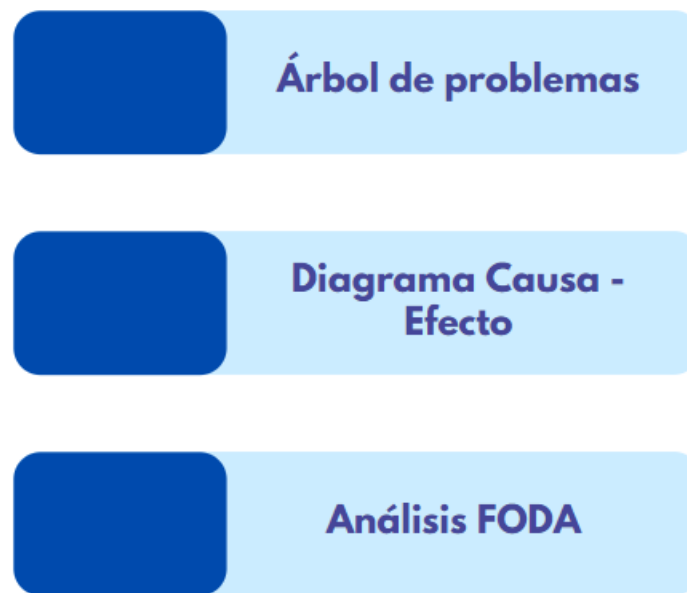 Árbol de problemas
Diagrama Causa -
Efecto
Análisis FODA